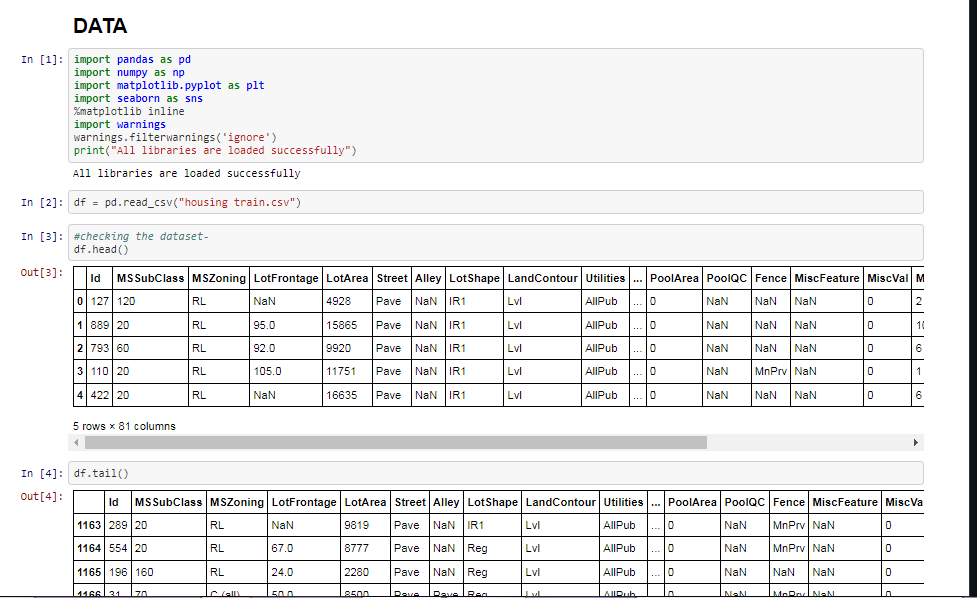 DATA
In [1]: import pandas as pd
import numpy as np
import matplotlib.pyplot as plt
import seaborn as sns
%matplotlib inline
import warnings
warnings.filterwarnings('ignore')
print("All libraries are loaded successfully")
All libraries are loaded successfully
In [2]: df = pd.read_csv("housing train.csv")
In [3]: #checking the dataset-
df.head()
Out[3]:
Id MSSubClass MSZoning LotFrontage LotArea Street Alley LotShape LandContour Utilities ... PoolArea PoolQC Fence MiscFeature MiscVal M
0 127 120 RL NaN 4928 Pave NaN IR1 Lvl AllPub ... 0 NaN NaN NaN 0 2
1 889 20 RL 95.0 15865 Pave NaN IR1 Lvl AllPub ... 0 NaN NaN NaN 0 10
2 793 60 RL 92.0 9920 Pave NaN IR1 Lvl AllPub ... 0 NaN NaN NaN 0 6
3 110 20 RL 105.0 11751 Pave NaN IR1 Lvl AllPub ... 0 NaN MnPrv NaN 0 1
4 422 20 RL NaN 16635 Pave NaN IR1 Lvl AllPub ... 0 NaN NaN NaN 0 6
5 rows × 81 columns
In [4]: df.tail()
Out[4]:
Id MSSubClass MSZoning LotFrontage LotArea Street Alley LotShape LandContour Utilities ... PoolArea PoolQC Fence MiscFeature MiscVa
1163 289 20 RL NaN 9819 Pave NaN IR1 Lvl AllPub ... 0 NaN MnPrv NaN 0
1164 554 20 RL 67.0 8777 Pave NaN Reg Lvl AllPub ... 0 NaN MnPrv NaN 0
1165 196 160 RL 24.0 2280 Pave NaN Reg Lvl AllPub ... 0 NaN NaN NaN 0
1166 31 70 C (all) 50.0 8500 Pave Pave Reg Lvl AllPub ... 0 NaN MnPrv NaN 0